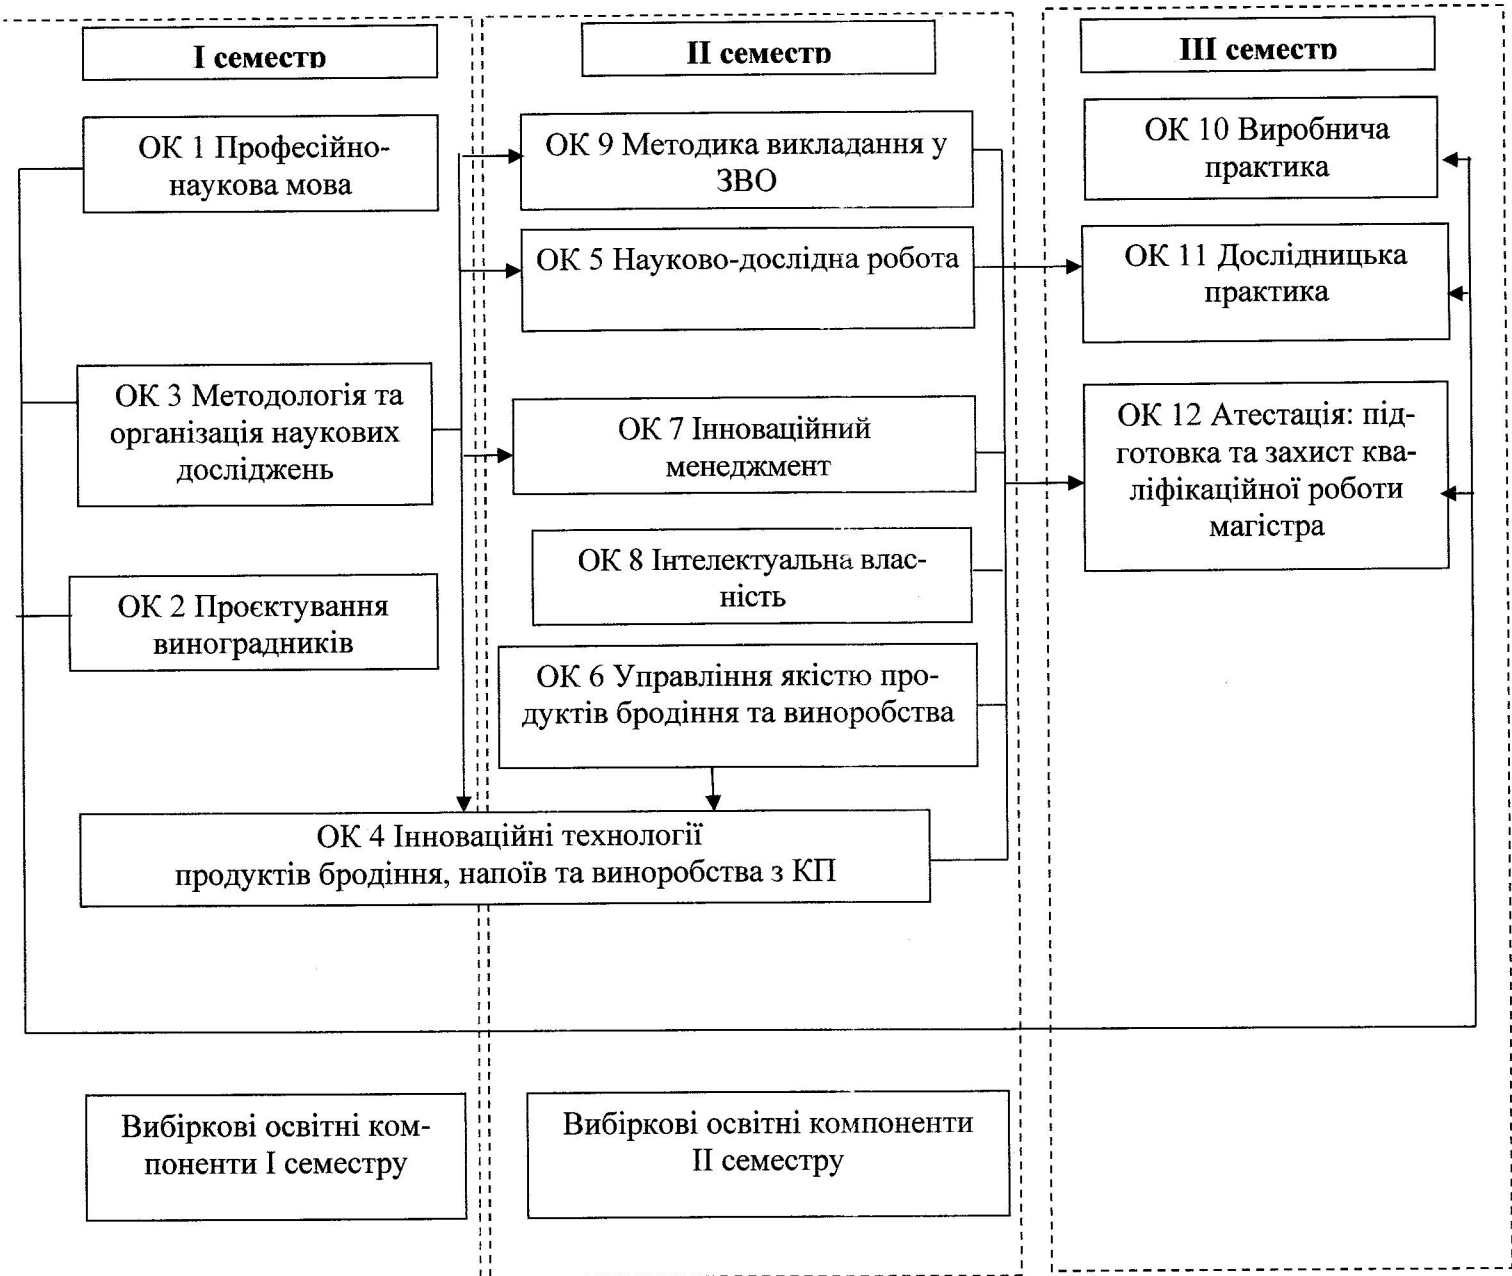 I семестр
II семестр
III семестр
ОК 1 Професійно-
наукова мова
ОК 3 Методологія та
організація наукових
досліджень
ОК 2 Проєктування
виноградників
ОК 9 Методика викладання у
ЗВО
ОК 5 Науково-дослідна робота
ОК 7 Інноваційний
менеджмент
ОК 8 Інтелектуальна влас-
ність
ОК 6 Управління якістю про-
дуктів бродіння та виноробства
ОК 4 Інноваційні технології
продуктів бродіння, напоїв та виноробства з КП
ОК 10 Виробнича
практика
ОК 11 Дослідницька
практика
ОК 12 Атестація: під-
готовка та захист ква-
ліфікаційної роботи
магістра
Вибіркові освітні ком-
поненти I семестру
Вибіркові освітні компоненти
II семестру